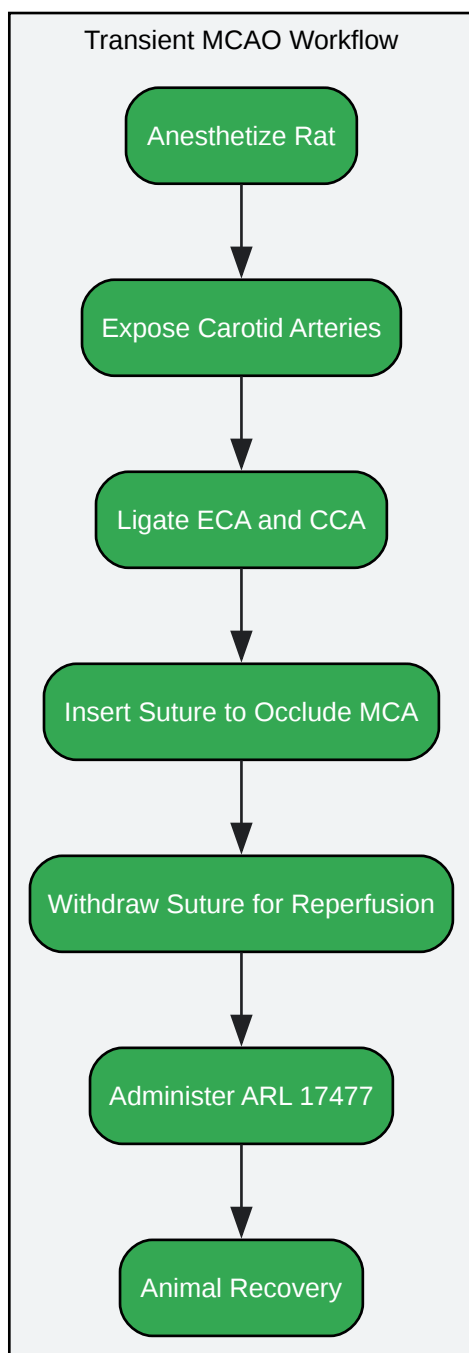 Transient MCAO Workflow
Anesthetize Rat
Expose Carotid Arteries
Ligate ECA and CCA
Insert Suture to Occlude MCA
Withdraw Suture for Reperfusion
Administer ARL 17477
Animal Recovery